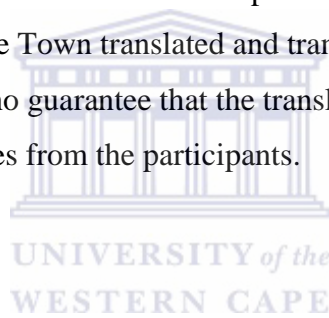 e Town translated and tran
no guarantee that the transl
es from the participants.
UNIVERSITY of the
WESTERN CAPE